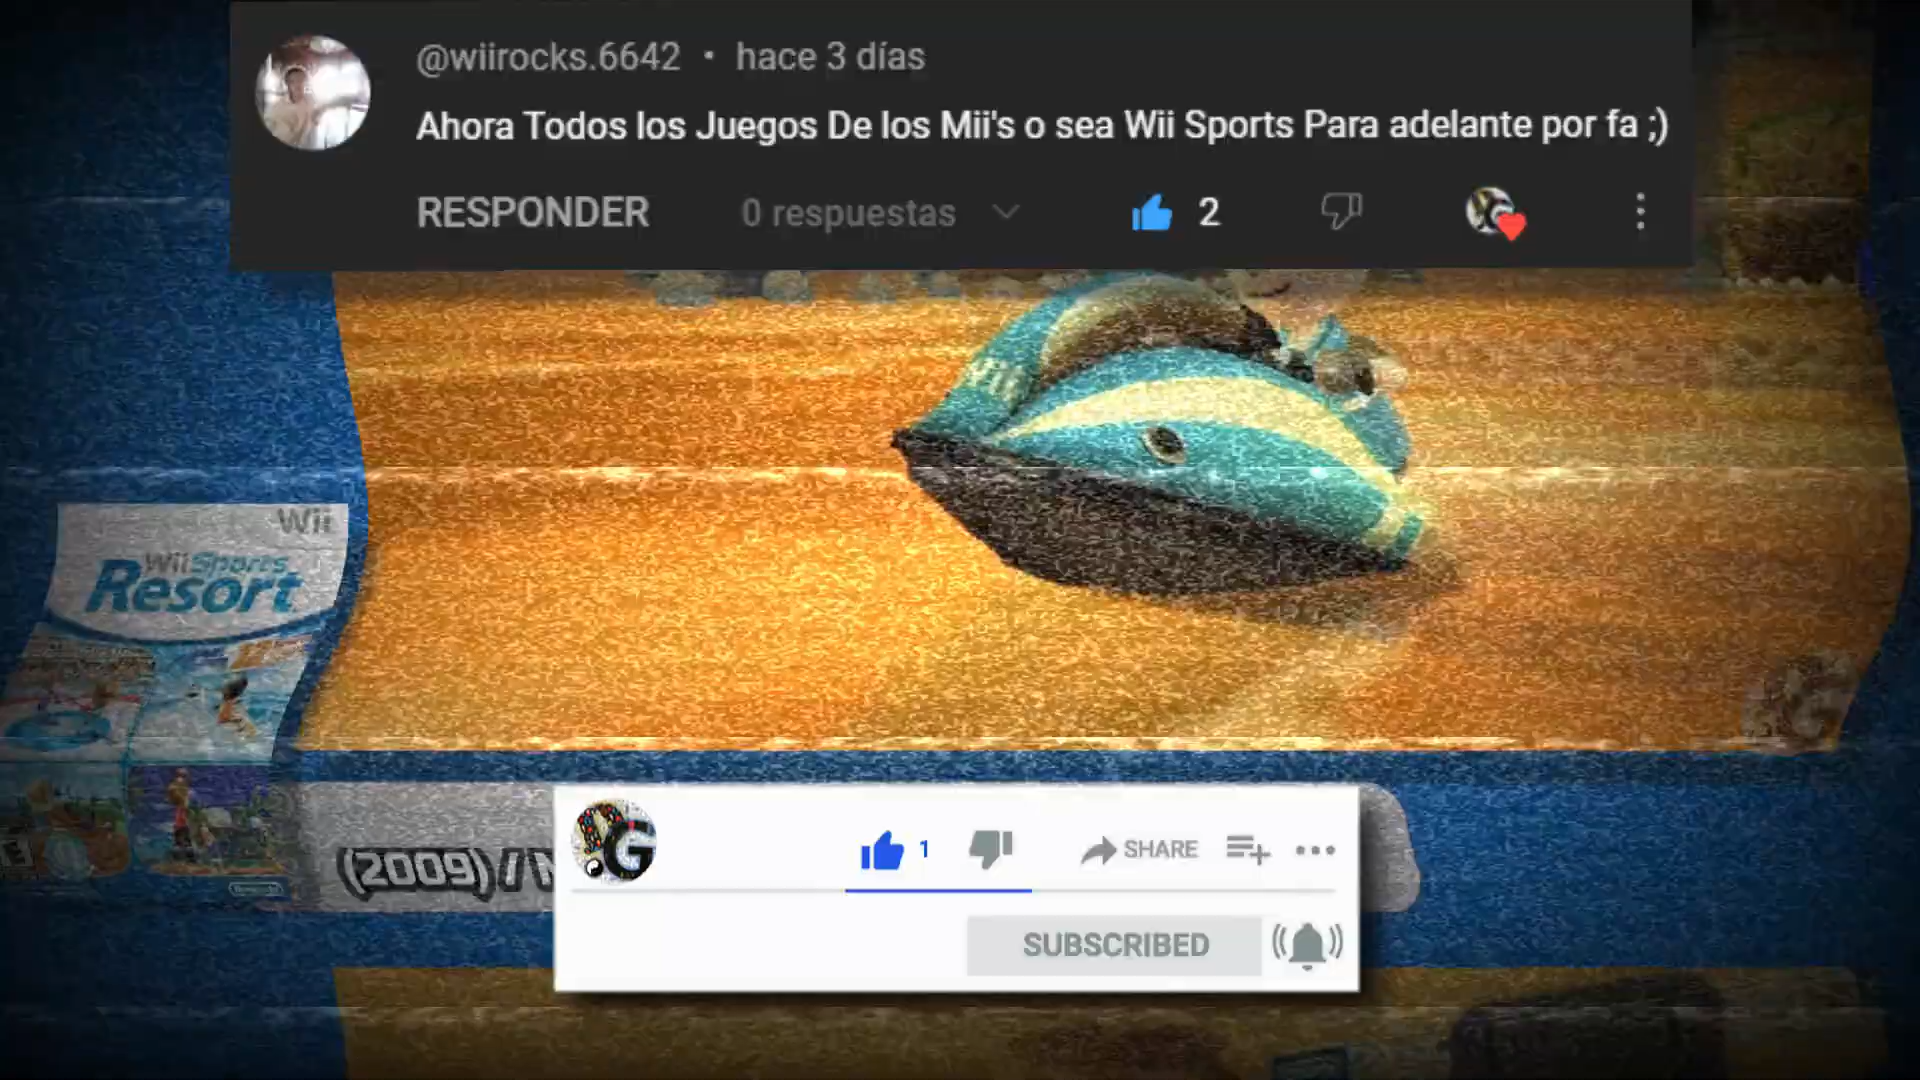 @wiirocks.6642 • hace 3 días
Ahora Todos los Juegos De los Mii's o sea Wii Sports Para adelante por fa ;)
RESPONDER 0 respuestas 2
Wii
Wii
Wii Sports
Resort
(2009) /
G
1 SHARE
SUBSCRIBED
E